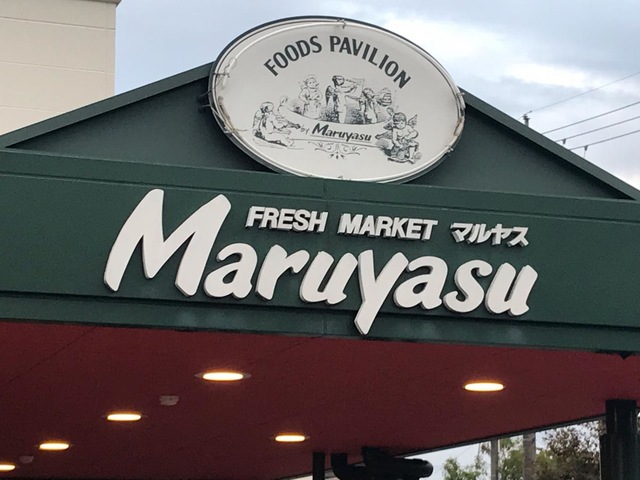 FOODS PAVILION
by Maruyasu
FRESH MARKET マルヤス
Maruyasu